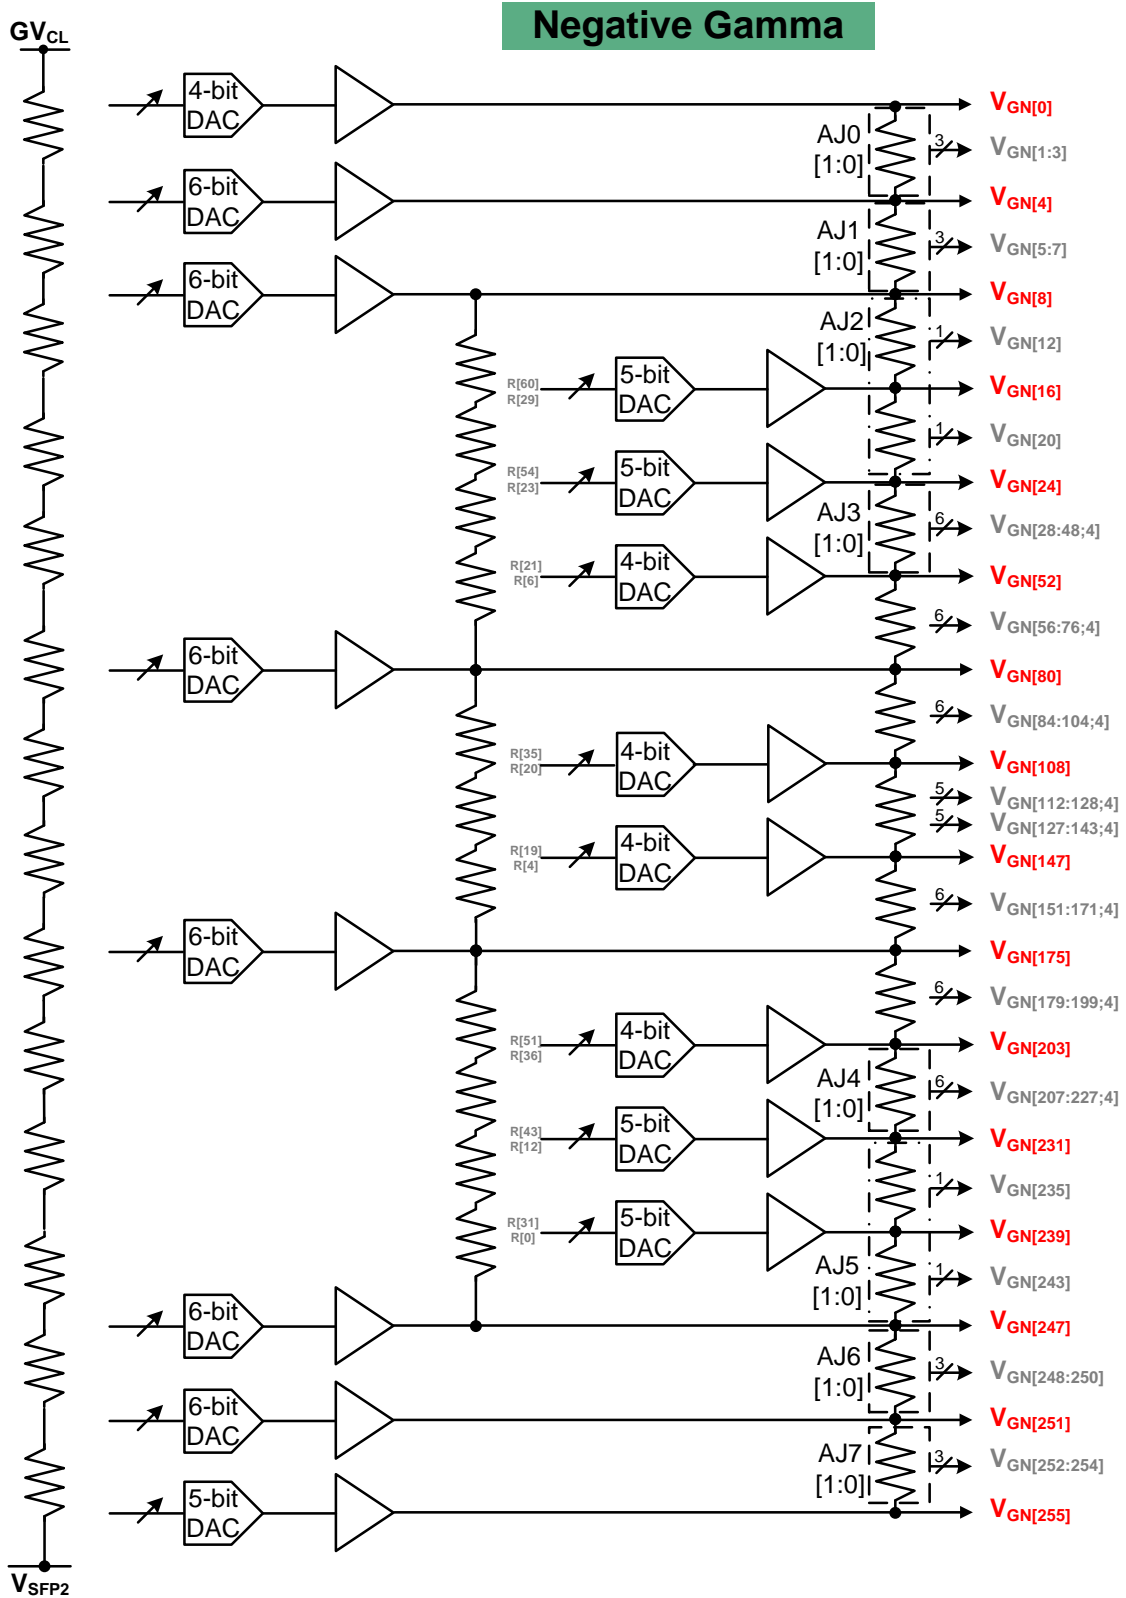 Negative Gamma
GVCL
4-bit
DAC
VGN[0]
AJ0
[1:0]
3
VGN[1:3]
6-bit
DAC
VGN[4]
AJ1
[1:0]
3
VGN[5:7]
6-bit
DAC
VGN[8]
AJ2
[1:0]
1
VGN[12]
R[60]
R[29]
5-bit
DAC
VGN[16]
1
VGN[20]
R[54]
R[23]
5-bit
DAC
VGN[24]
AJ3
[1:0]
6
VGN[28:48;4]
R[21]
R[6]
4-bit
DAC
VGN[52]
6
VGN[56:76;4]
6-bit
DAC
VGN[80]
6
VGN[84:104;4]
R[35]
R[20]
4-bit
DAC
VGN[108]
5
VGN[112:128;4]
5
VGN[127:143;4]
R[19]
R[4]
4-bit
DAC
VGN[147]
6
VGN[151:171;4]
6-bit
DAC
VGN[175]
6
VGN[179:199;4]
R[51]
R[36]
4-bit
DAC
VGN[203]
AJ4
[1:0]
6
VGN[207:227;4]
R[43]
R[12]
5-bit
DAC
VGN[231]
1
VGN[235]
R[31]
R[0]
5-bit
DAC
VGN[239]
AJ5
[1:0]
1
VGN[243]
6-bit
DAC
VGN[247]
AJ6
[1:0]
3
VGN[248:250]
6-bit
DAC
VGN[251]
AJ7
[1:0]
3
VGN[252:254]
5-bit
DAC
VGN[255]
VSFP2